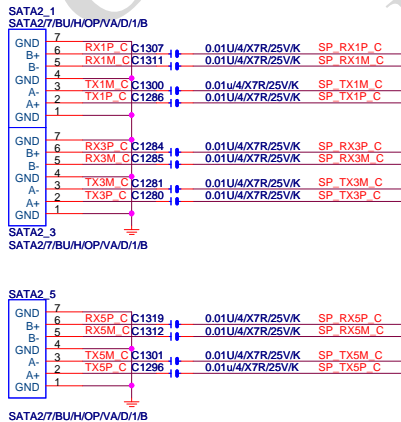 SATA2_1
SATA2/7/BU/H/OP/VA/D/1/B
GND 7
B+ 6 RX1P_C C1307 0.01U/4/X7R/25V/K SP_RX1P_C
B- 5 RX1M_C C1311 0.01U/4/X7R/25V/K SP_RX1M_C
GND 4
A- 3 TX1M_C C1300 0.01u/4/X7R/25V/K SP_TX1M_C
A+ 2 TX1P_C C1286 0.01U/4/X7R/25V/K SP_TX1P_C
GND 1
GND 7
B+ 6 RX3P_C C1284 0.01U/4/X7R/25V/K SP_RX3P_C
B- 5 RX3M_C C1285 0.01U/4/X7R/25V/K SP_RX3M_C
GND 4
A- 3 TX3M_C C1281 0.01U/4/X7R/25V/K SP_TX3M_C
A+ 2 TX3P_C C1280 0.01U/4/X7R/25V/K SP_TX3P_C
GND 1
SATA2_3
SATA2/7/BU/H/OP/VA/D/1/B
SATA2_5
GND 7
B+ 6 RX5P_C C1319 0.01U/4/X7R/25V/K SP_RX5P_C
B- 5 RX5M_C C1312 0.01U/4/X7R/25V/K SP_RX5M_C
GND 4
A- 3 TX5M_C C1301 0.01U/4/X7R/25V/K SP_TX5M_C
A+ 2 TX5P_C C1296 0.01u/4/X7R/25V/K SP_TX5P_C
GND 1
SATA2/7/BU/H/OP/VA/D/1/B